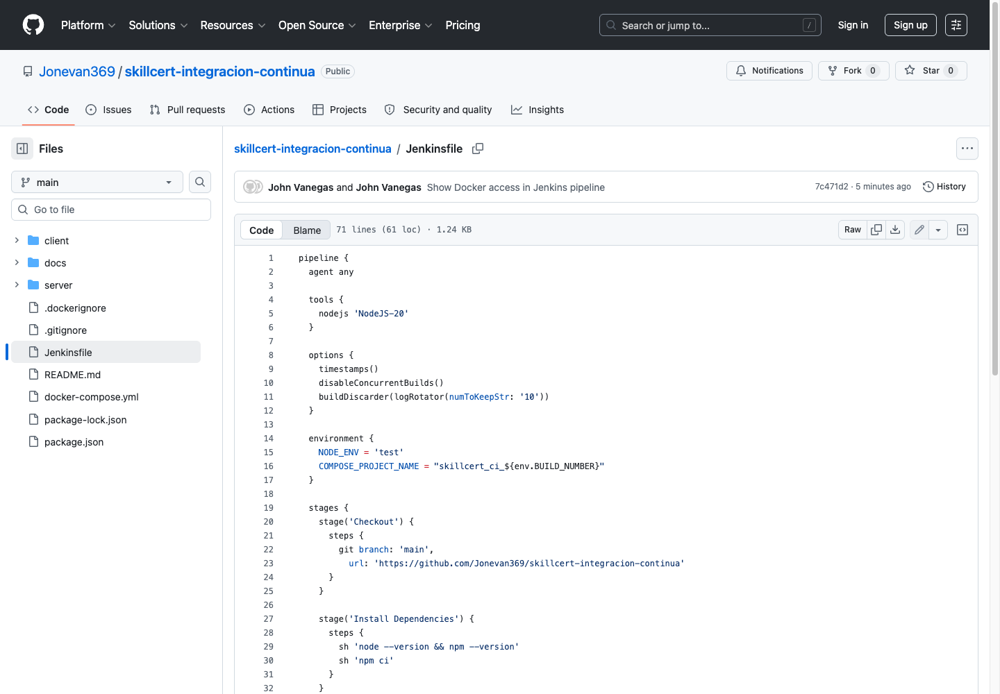 Platform Solutions Resources Open Source Enterprise Pricing Search or jump to... / Sign in Sign up
Jonevan369 / skillcert-integracion-continua Public Notifications Fork 0 Star 0
Code Issues Pull requests Actions Projects Security and quality Insights
Files
main
Go to file
client
docs
server
.dockerignore
.gitignore
Jenkinsfile
README.md
docker-compose.yml
package-lock.json
package.json
skillcert-integracion-continua / Jenkinsfile
John Vanegas and John Vanegas Show Docker access in Jenkins pipeline 7c471d2 · 5 minutes ago History
Code Blame 71 lines (61 loc) · 1.24 KB Raw
1 pipeline {
2 agent any
3
4 tools {
5 nodejs 'NodeJS-20'
6 }
7
8 options {
9 timestamps()
10 disableConcurrentBuilds()
11 buildDiscarder(logRotator(numToKeepStr: '10'))
12 }
13
14 environment {
15 NODE_ENV = 'test'
16 COMPOSE_PROJECT_NAME = "skillcert_ci_${env.BUILD_NUMBER}"
17 }
18
19 stages {
20 stage('Checkout') {
21 steps {
22 git branch: 'main',
23 url: 'https://github.com/Jonevan369/skillcert-integracion-continua'
24 }
25 }
26
27 stage('Install Dependencies') {
28 steps {
29 sh 'node --version && npm --version'
30 sh 'npm ci'
31 }
32 }